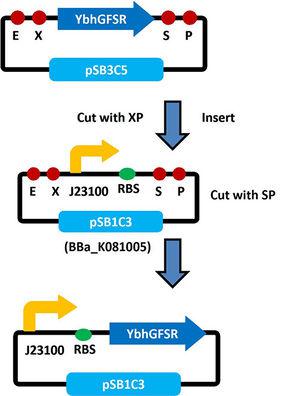 YbhGFSR
E X S P
pSB3C5
Cut with XP Insert
E X J23100 RBS S P
Cut with SP
pSB1C3
(BBa_K081005)
YbhGFSR
J23100 RBS
pSB1C3